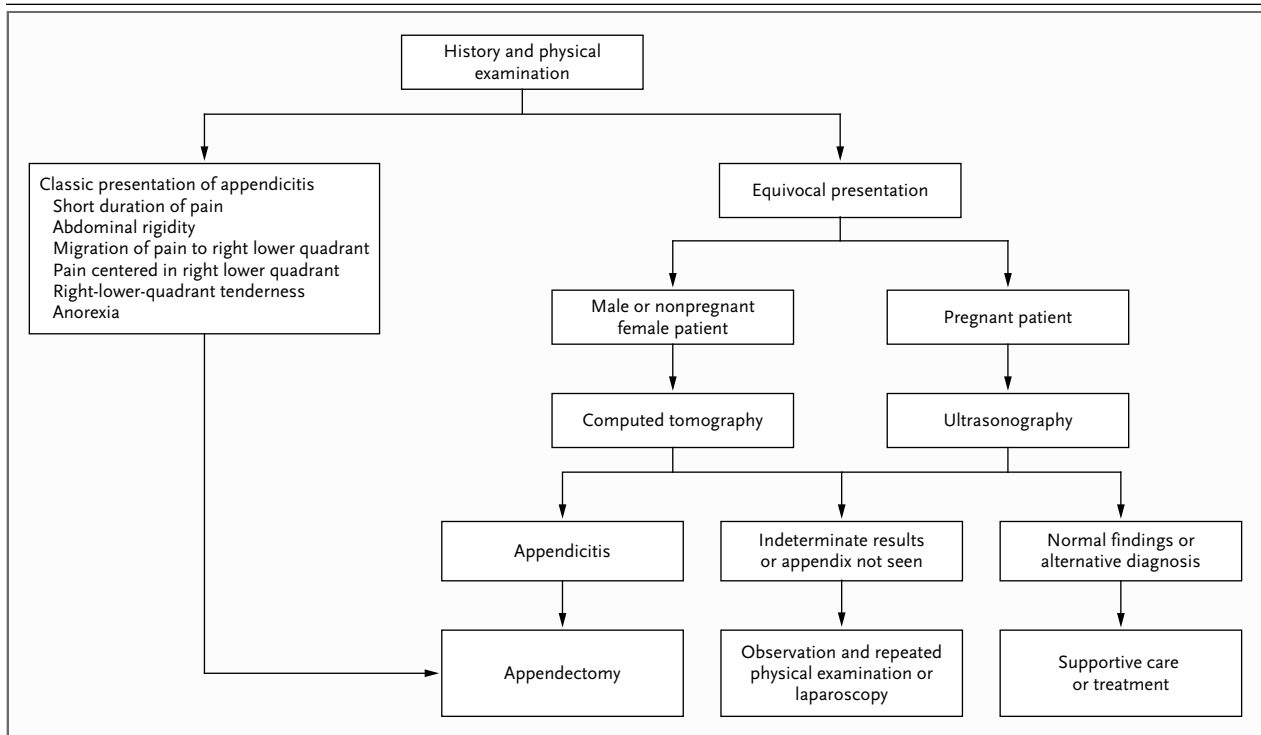 History and physical
examination
Classic presentation of appendicitis
Short duration of pain
Abdominal rigidity
Migration of pain to right lower quadrant
Pain centered in right lower quadrant
Right-lower-quadrant tenderness
Anorexia
Equivocal presentation
Male or nonpregnant
female patient
Pregnant patient
Computed tomography
Ultrasonography
Appendicitis
Indeterminate results
or appendix not seen
Normal findings or
alternative diagnosis
Appendectomy
Observation and repeated
physical examination or
laparoscopy
Supportive care
or treatment